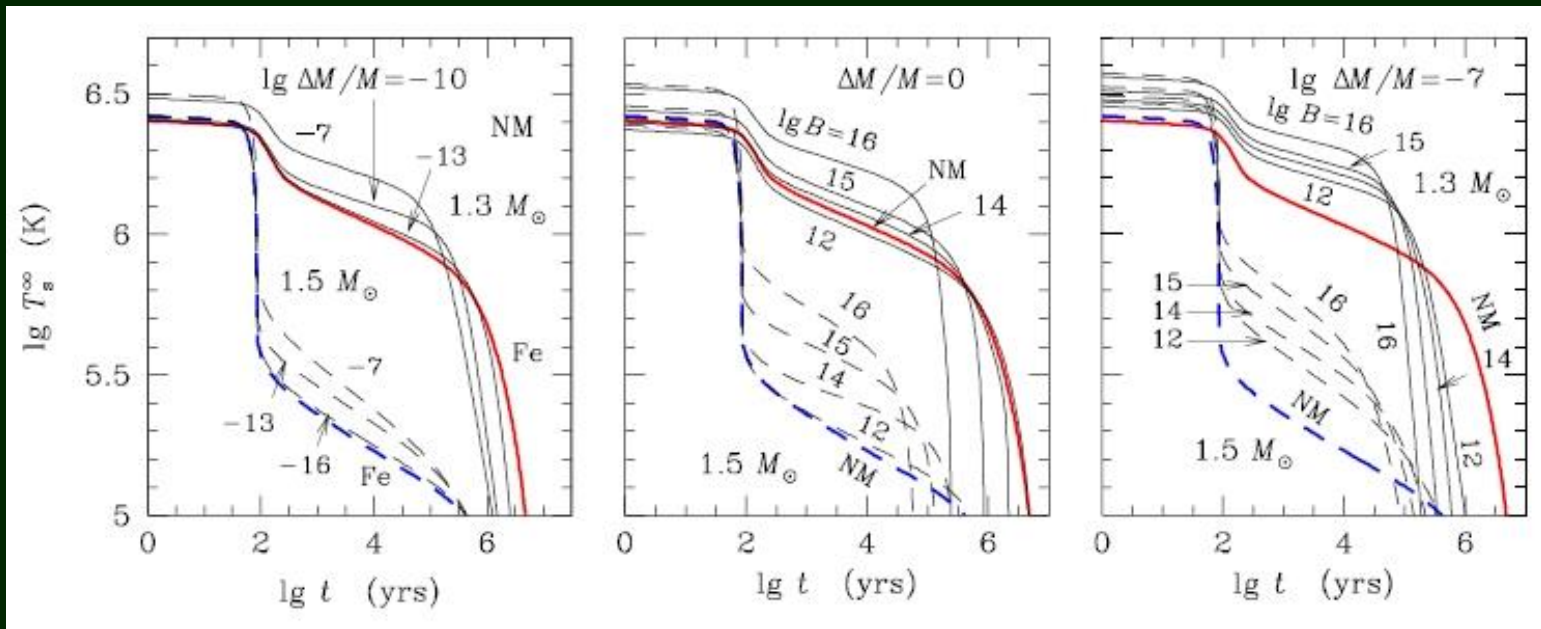 lg T_s^∞ (K)
6.5
6
5.5
5
lg ΔM/M=−10
−7
NM
−13
1.3 M⊙
1.5 M⊙
Fe
−7
−13
−16
Fe
0 2 4 6
lg t (yrs)
ΔM/M=0
lg B=16
NM
15
14
12
16
15
14
12
1.5 M⊙
NM
0 2 4 6
lg t (yrs)
lg ΔM/M=−7
lg B=16
15
12
1.3 M⊙
15
14
12
16
16
NM
14
NM
12
1.5 M⊙
0 2 4 6
lg t (yrs)